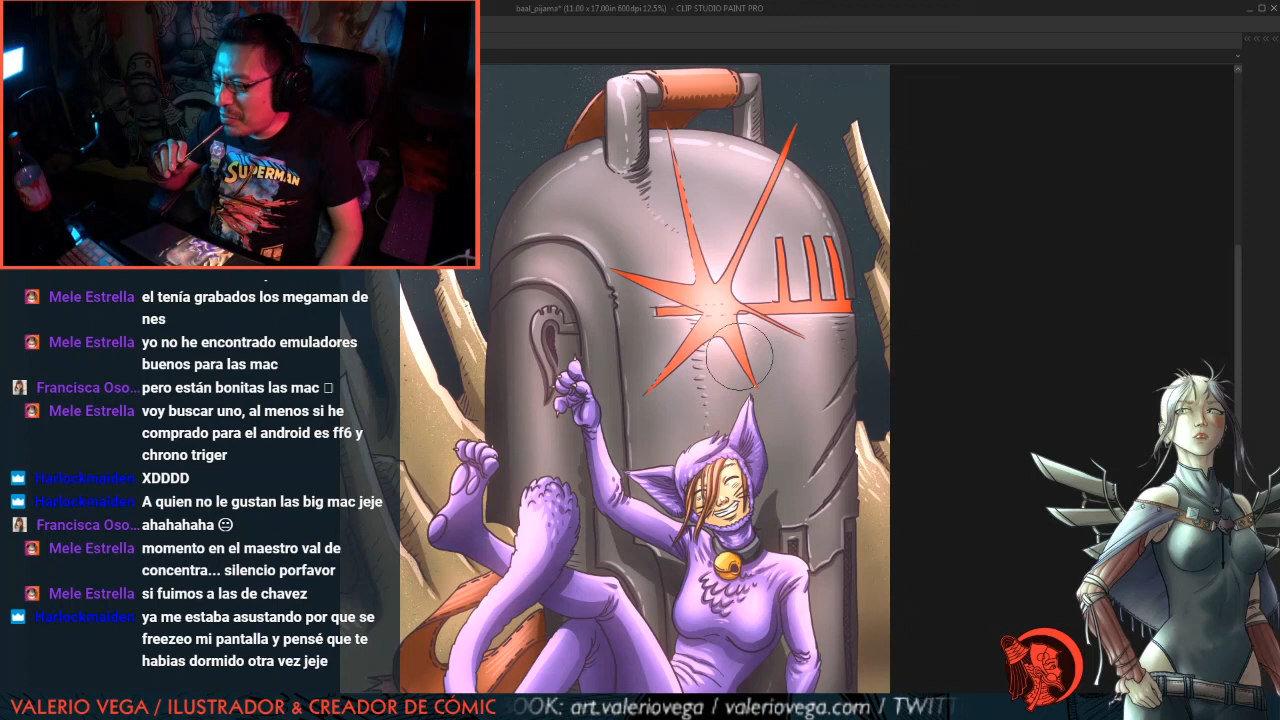 baal_pijama* (11.00 x 17.00in 600dpi 12.5%) - CLIP STUDIO PAINT PRO
SUPERMAN
Mele Estrella el tenía grabados los megaman de
nes
Mele Estrella yo no he encontrado emuladores
buenos para las mac
Francisca Oso... pero están bonitas las mac
Mele Estrella voy buscar uno, al menos si he
comprado para el android es ff6 y
chrono triger
Harlockmaiden XDDDD
Harlockmaiden A quien no le gustan las big mac jeje
Francisca Oso... ahahahaha 😐
Mele Estrella momento en el maestro val de
concentra... silencio porfavor
Mele Estrella si fuimos a las de chavez
Harlockmaiden ya me estaba asustando por que se
freezeo mi pantalla y pensé que te
habias dormido otra vez jeje
VALERIO VEGA / ILUSTRADOR & CREADOR DE CÓMIC OOK: art.valeriovega / valeriovega.com / TWIT